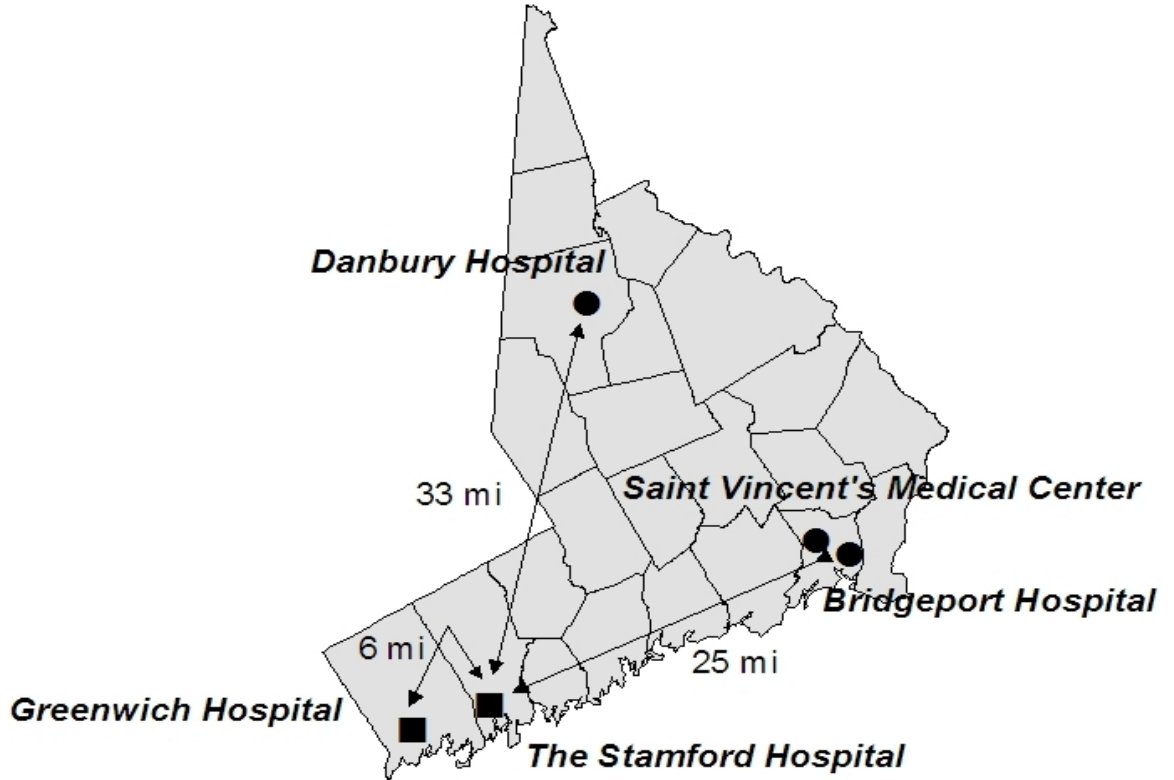 Danbury Hospital
33 mi
Saint Vincent's Medical Center
Bridgeport Hospital
6 mi
25 mi
Greenwich Hospital
The Stamford Hospital